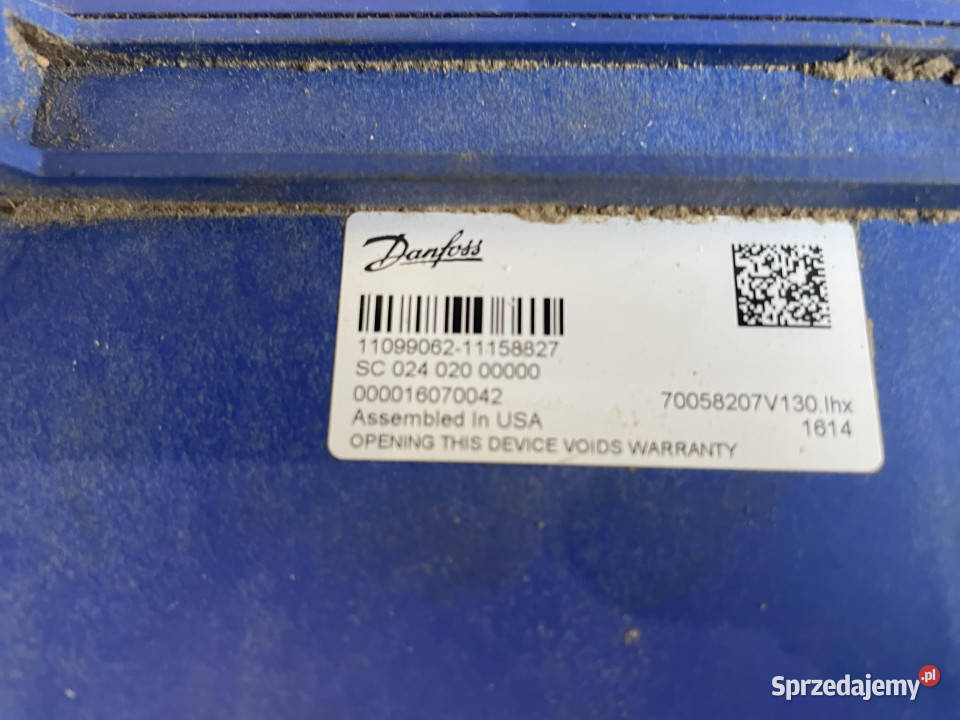 Danfoss
11099062-11158827
SC 024 020 00000
000016070042
70058207V130.lhx
Assembled In USA
1614
OPENING THIS DEVICE VOIDS WARRANTY
Sprzedajemy.pl